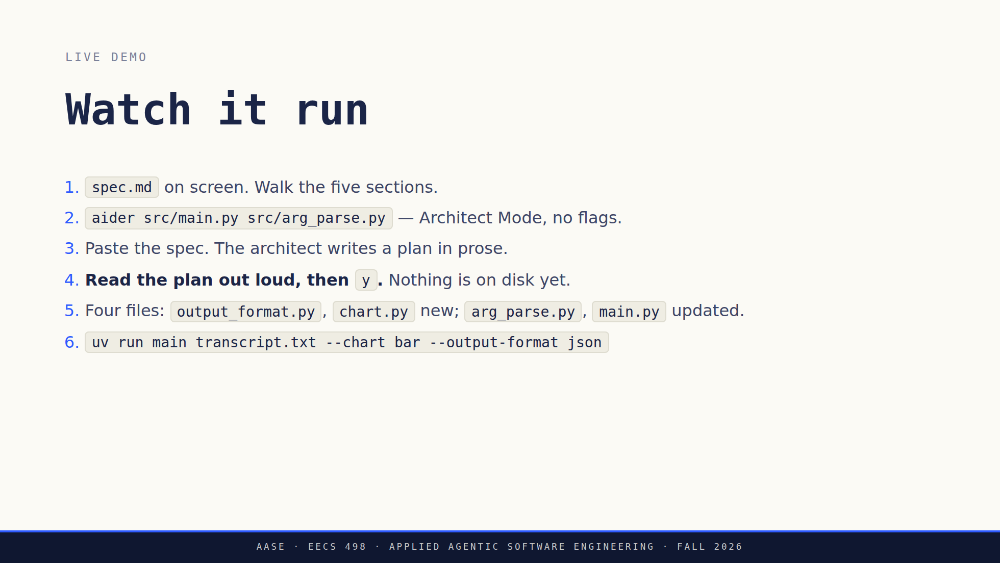 LIVE DEMO
Watch it run
1. spec.md on screen. Walk the five sections.
2. aider src/main.py src/arg_parse.py — Architect Mode, no flags.
3. Paste the spec. The architect writes a plan in prose.
4. Read the plan out loud, then y. Nothing is on disk yet.
5. Four files: output_format.py, chart.py new; arg_parse.py, main.py updated.
6. uv run main transcript.txt --chart bar --output-format json
AASE · EECS 498 · APPLIED AGENTIC SOFTWARE ENGINEERING · FALL 2026